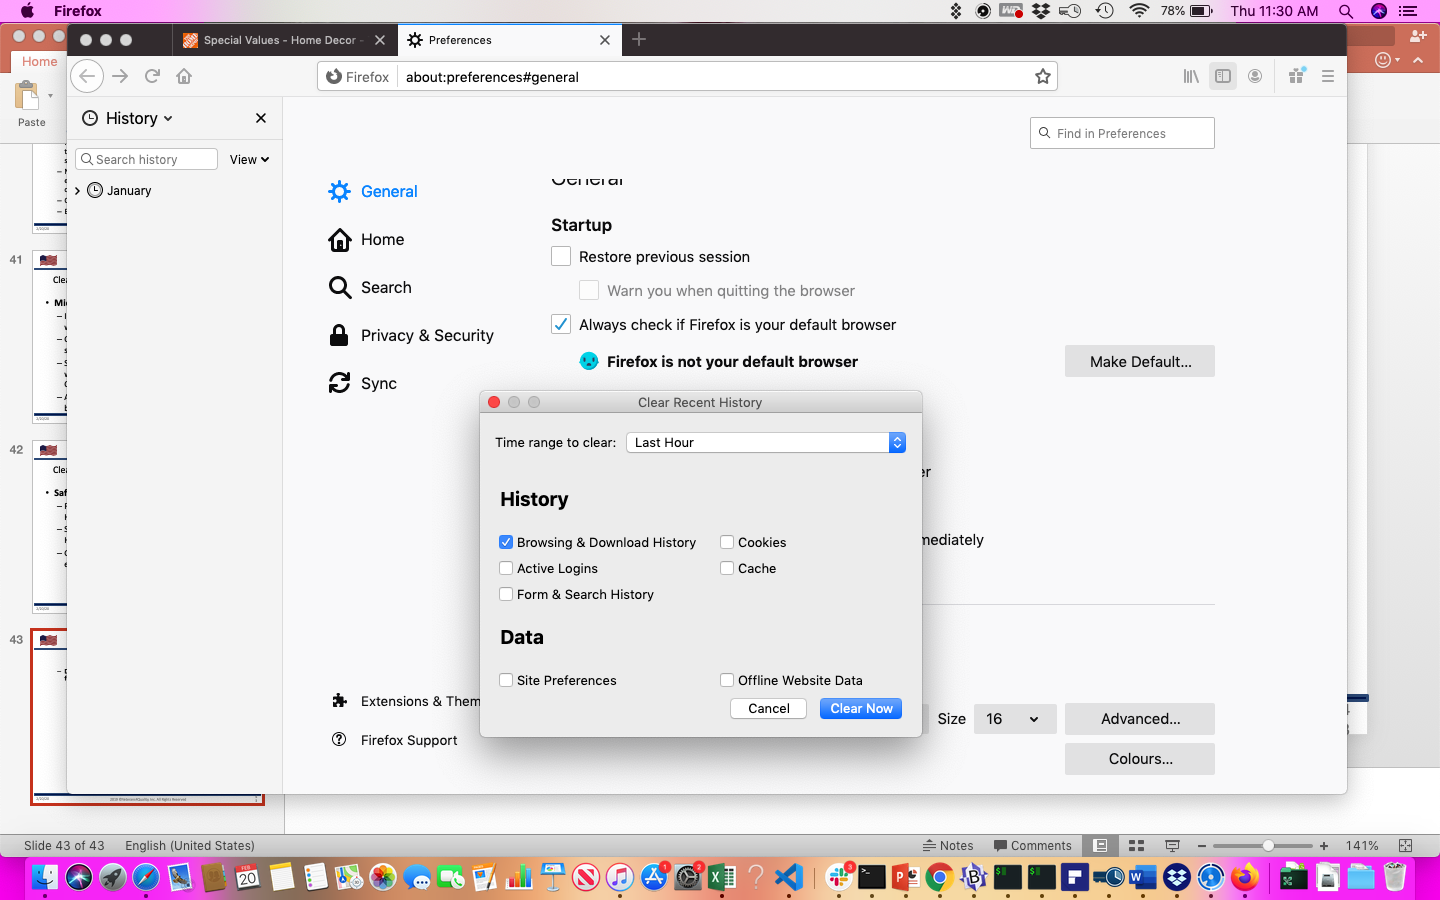 Firefox
78%
Thu 11:30 AM
Special Values - Home Decor -
Preferences
Home
Firefox
about:preferences#general
Paste
History
Search history
View
January
Find in Preferences
General
Home
Search
Privacy & Security
Sync
General
Startup
Restore previous session
Warn you when quitting the browser
Always check if Firefox is your default browser
Firefox is not your default browser
Make Default...
Clear Recent History
Time range to clear:
Last Hour
History
Browsing & Download History
Cookies
Active Logins
Cache
Form & Search History
Data
Site Preferences
Offline Website Data
Cancel
Clear Now
er
mediately
Extensions & Them
Firefox Support
Size
16
Advanced...
Colours...
41
Clea
42
Clea
43
Slide 43 of 43
English (United States)
Notes
Comments
141%
FEB
20
1
3